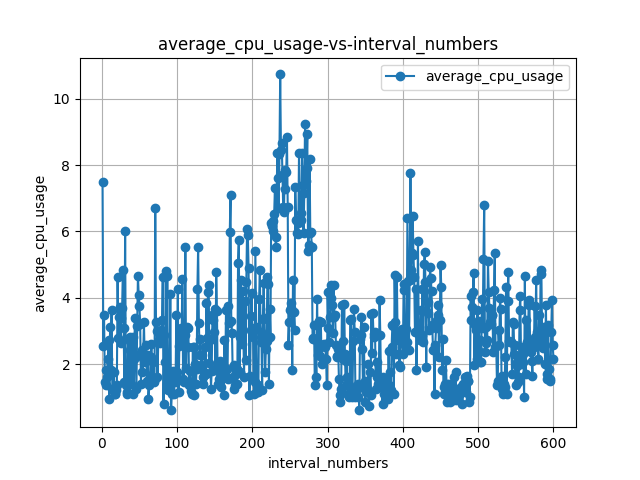 average_cpu_usage-vs-interval_numbers
average_cpu_usage
10
8
6
4
2
average_cpu_usage
0 100 200 300 400 500 600
interval_numbers